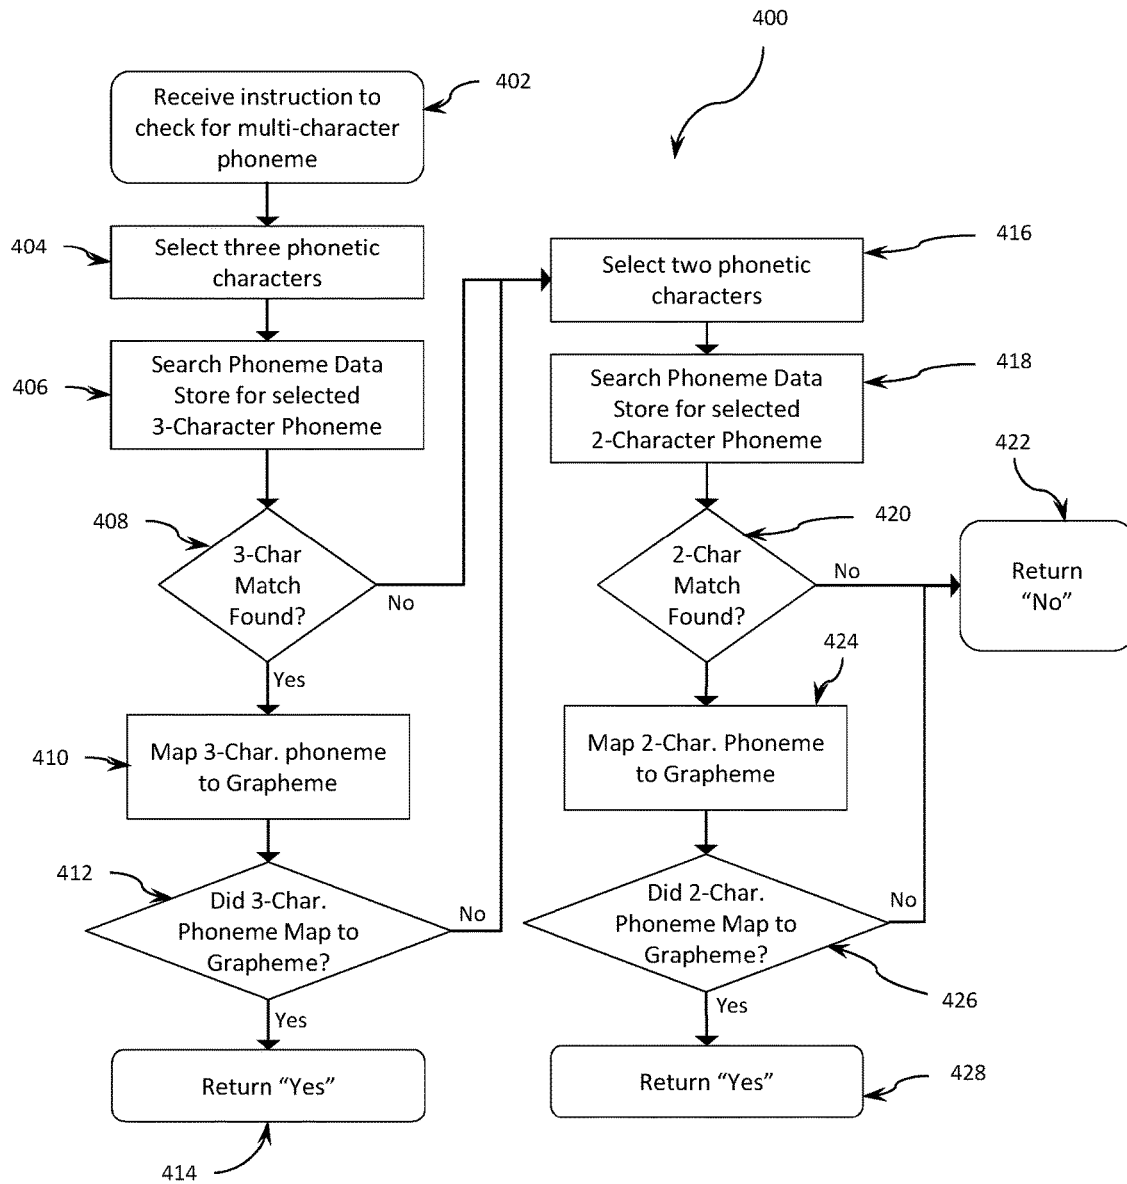 400
402
Receive instruction to
check for multi-character
phoneme
404
Select three phonetic
characters
406
Search Phoneme Data
Store for selected
3-Character Phoneme
408
3-Char
Match
Found?
No
Yes
410
Map 3-Char. phoneme
to Grapheme
412
Did 3-Char.
Phoneme Map to
Grapheme?
No
Yes
Return “Yes”
414
416
Select two phonetic
characters
418
Search Phoneme Data
Store for selected
2-Character Phoneme
420
2-Char
Match
Found?
No
422
Return
“No”
424
Map 2-Char. Phoneme
to Grapheme
Did 2-Char.
Phoneme Map to
Grapheme?
No
426
Yes
Return “Yes”
428